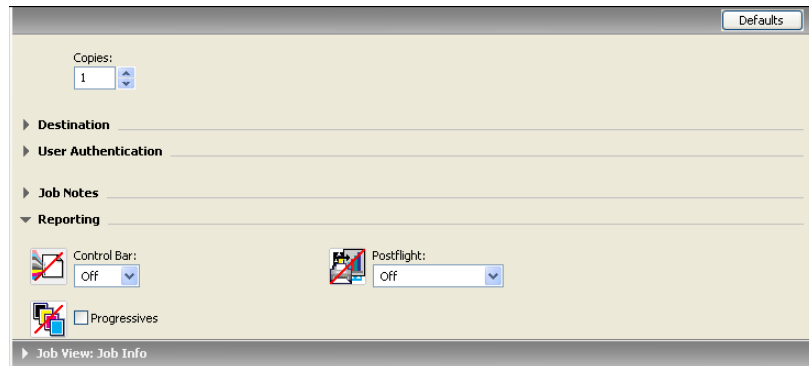 Defaults
Copies:
1
Destination
User Authentication
Job Notes
Reporting
Control Bar:
Off
Postflight:
Off
Progressives
Job View: Job Info